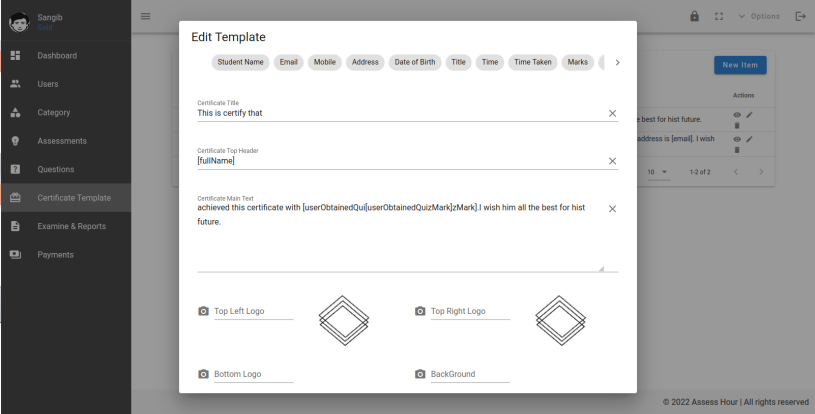 Sangib
Gold
Options
Dashboard
Users
Category
Assessments
Questions
Certificate Template
Examine & Reports
Payments
Edit Template
Student Name Email Mobile Address Date of Birth Title Time Time Taken Marks
Certificate Title
This is certify that
Certificate Top Header
[fullName]
Certificate Main Text
achieved this certificate with [userObtainedQui[userObtainedQuizMark]zMark].I wish him all the best for hist
future.
Top Left Logo
Top Right Logo
Bottom Logo
BackGround
New Item
Actions
e best for hist future.
address is [email]. I wish
10 1-2 of 2
© 2022 Assess Hour | All rights reserved